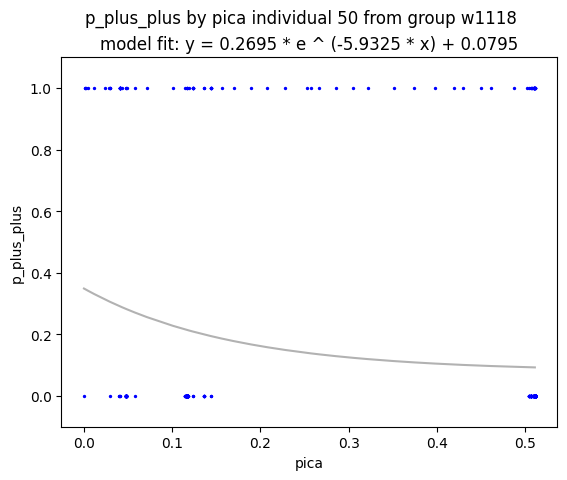 p_plus_plus by pica individual 50 from group w1118
model fit: y = 0.2695 * e ^ (-5.9325 * x) + 0.0795
p_plus_plus
1.0
0.8
0.6
0.4
0.2
0.0
0.0 0.1 0.2 0.3 0.4 0.5
pica